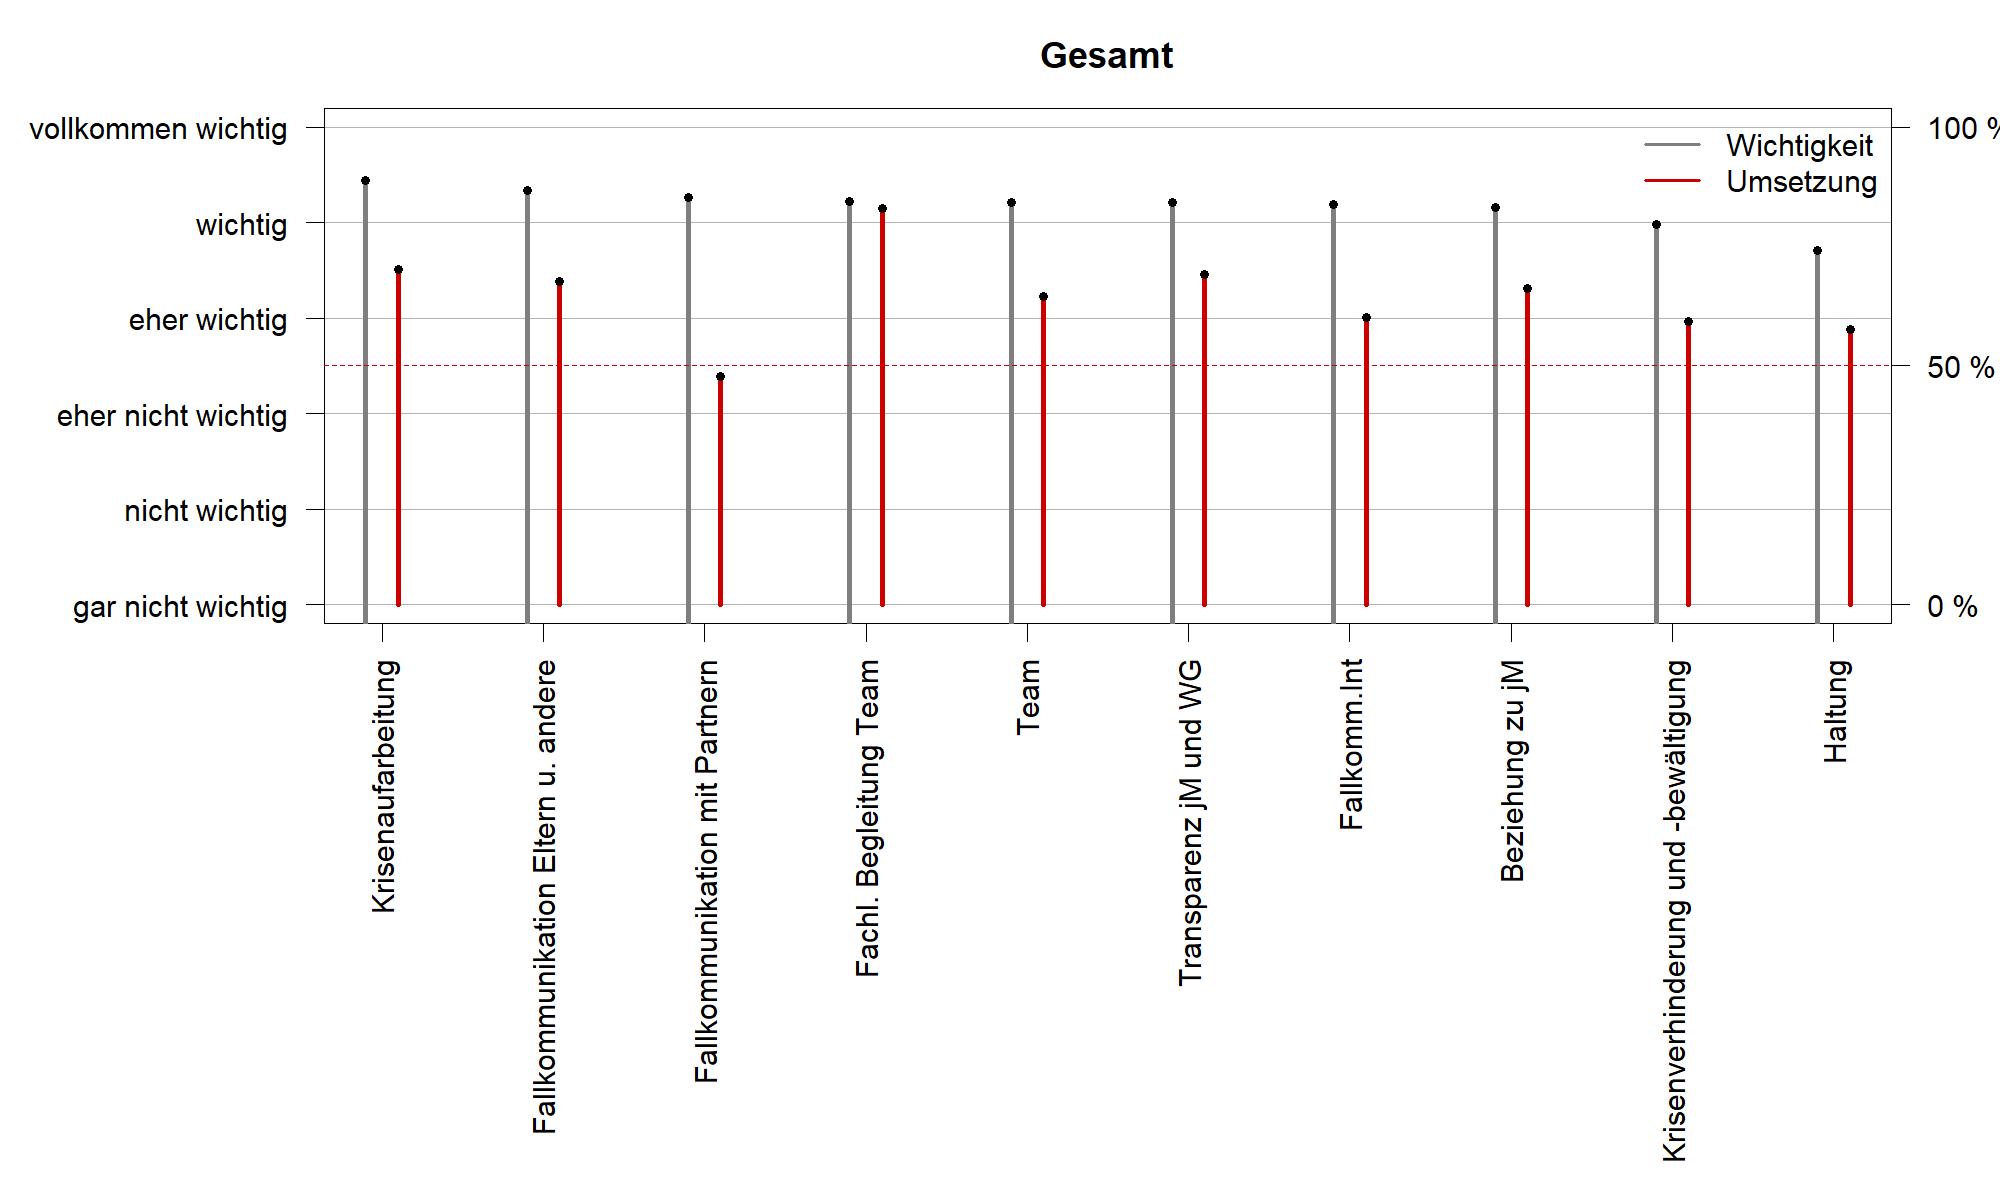 Gesamt
vollkommen wichtig
wichtig
eher wichtig
eher nicht wichtig
nicht wichtig
gar nicht wichtig
100 %
50 %
0 %
Wichtigkeit
Umsetzung
Krisenaufarbeitung
Fallkommunikation Eltern u. andere
Fallkommunikation mit Partnern
Fachl. Begleitung Team
Team
Transparenz jM und WG
Fallkomm.Int
Beziehung zu jM
Krisenverhinderung und -bewältigung
Haltung